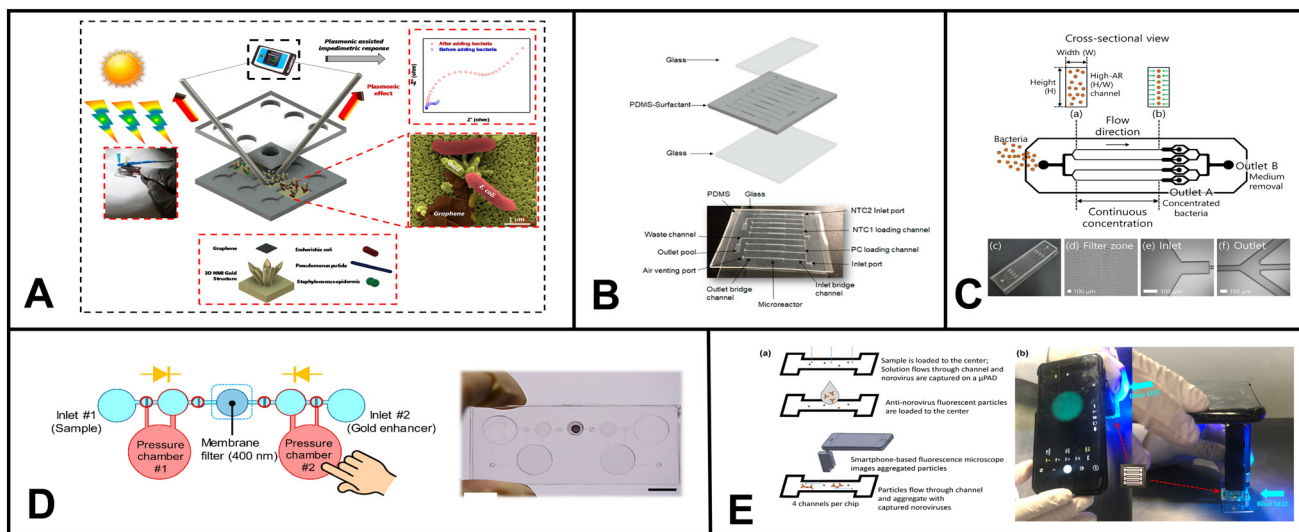 Plasmonic assisted
impedimetric response
Plasmonic
effect
After adding bacteria
Before adding bacteria
Z' (ohm)
Gold
E. coli
Graphene
1 µm
Graphene
Escherichia coli
3D NMI Gold
Structure
Pseudomonas putida
Staphylococcus epidermis
A
Glass
PDMS-Surfactant
Glass
PDMS
Glass
NTC2 Inlet port
NTC1 loading channel
Waste channel
PC loading channel
Outlet pool
Inlet port
Air venting port
Outlet bridge
channel
Inlet bridge
channel
Microreactor
B
Cross-sectional view
Width (W)
Height
(H)
High-AR
(H/W)
channel
(a)
(b)
Flow
direction
Bacteria
Outlet B
Medium
removal
Outlet A
Concentrated
bacteria
Continuous
concentration
(c)
(d) Filter zone
(e) Inlet
(f) Outlet
100 µm
100 µm
100 µm
C
Inlet #1
(Sample)
Pressure
chamber
#1
Membrane
filter (400 nm)
Pressure
chamber
#2
Inlet #2
(Gold enhancer)
D
(a)
Sample is loaded to the center;
Solution flows through channel and
norovirus are captured on a µPAD
Anti-norovirus fluorescent particles
are loaded to the center
Smartphone-based fluorescence microscope
images aggregated particles
Particles flow through channel
and aggregate with
captured noroviruses
4 channels per chip
(b)
Blue LED
Blue LED
E